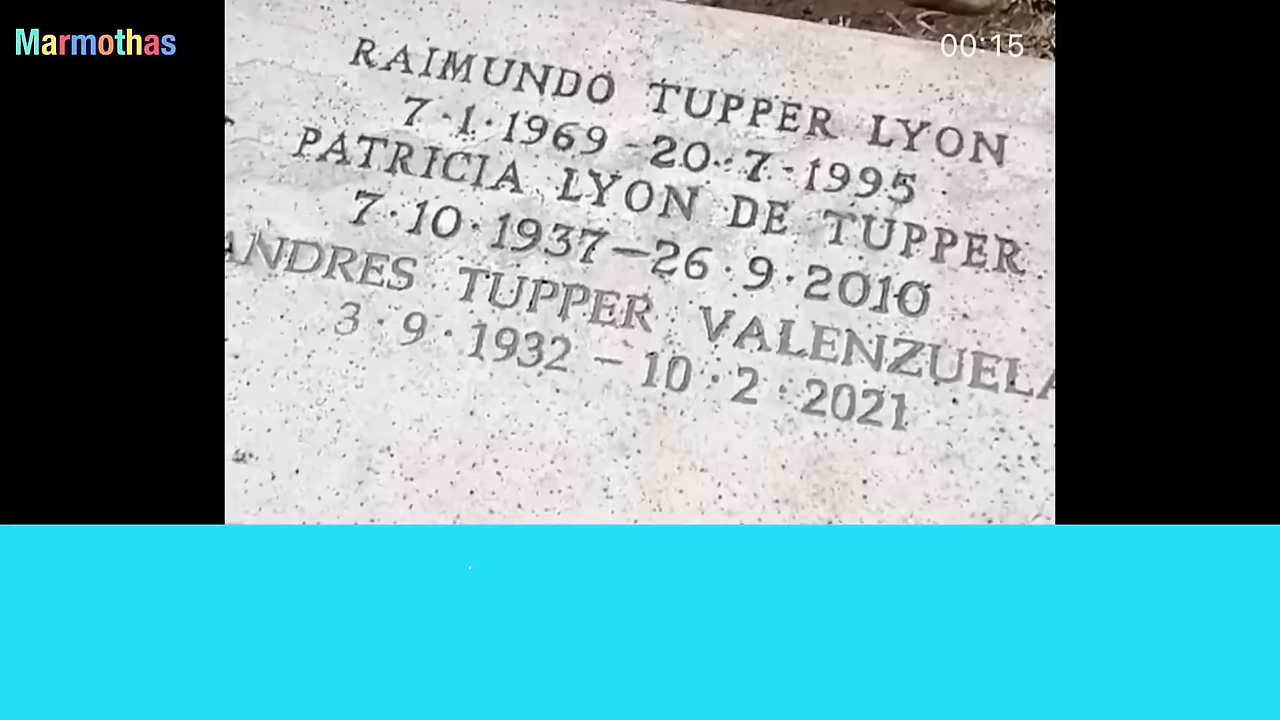 Marmothas
00:15
RAIMUNDO TUPPER LYON
7·1·1969 - 20·7·1995
PATRICIA LYON DE TUPPER
7·10·1937 — 26·9·2010
ANDRES TUPPER VALENZUELA
3·9·1932 – 10·2·2021